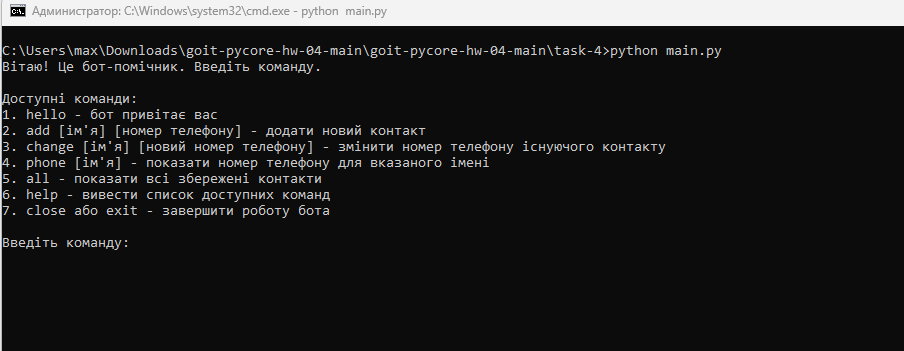 Администратор: C:\Windows\system32\cmd.exe - python  main.py
C:\Users\max\Downloads\goit-pycore-hw-04-main\goit-pycore-hw-04-main\task-4>python main.py
Вітаю! Це бот-помічник. Введіть команду.
Доступні команди:
1. hello - бот привітає вас
2. add [ім'я] [номер телефону] - додати новий контакт
3. change [ім'я] [новий номер телефону] - змінити номер телефону існуючого контакту
4. phone [ім'я] - показати номер телефону для вказаного імені
5. all - показати всі збережені контакти
6. help - вивести список доступних команд
7. close або exit - завершити роботу бота
Введіть команду: